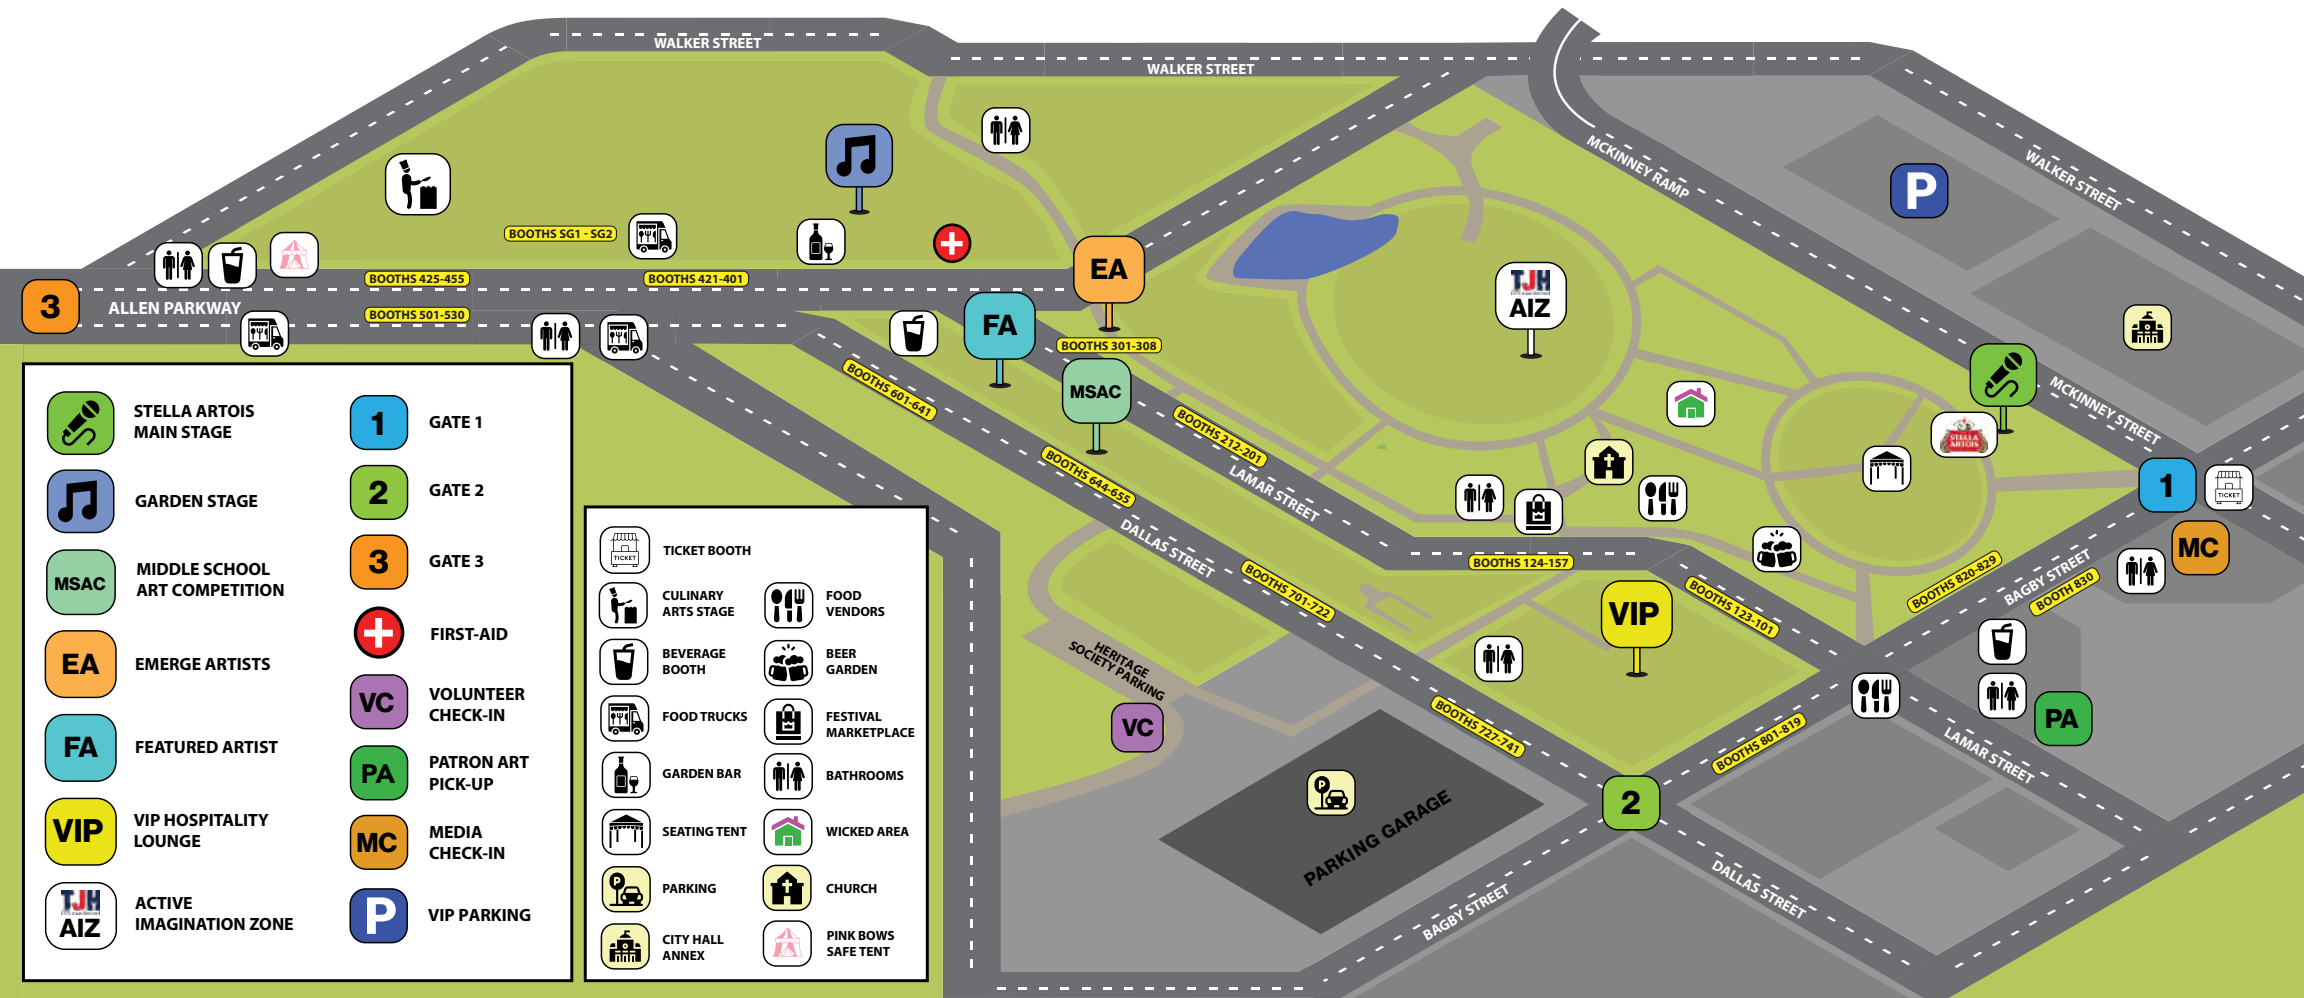 WALKER STREET
WALKER STREET
MCKINNEY RAMP
WALKER STREET
P
BOOTHS SG1 - SG2
EA
BOOTHS 425-455
BOOTHS 421-401
3
ALLEN PARKWAY
BOOTHS 501-530
TJH
AIZ
FA
BOOTHS 301-308
MSAC
BOOTHS 601-641
BOOTHS 212-201
LAMAR STREET
BOOTHS 644-655
DALLAS STREET
STELLA
ARTOIS
MCKINNEY STREET
1
TICKET
MC
BOOTHS 124-157
BOOTHS 701-722
VIP
BOOTHS 123-101
BOOTHS 820-829
BAGBY STREET
BOOTH 830
HERITAGE
SOCIETY PARKING
VC
PA
BOOTHS 727-741
BOOTHS 801-819
LAMAR STREET
2
P
PARKING GARAGE
BAGBY STREET
DALLAS STREET
STELLA ARTOIS
MAIN STAGE
GARDEN STAGE
MSAC
MIDDLE SCHOOL
ART COMPETITION
EA
EMERGE ARTISTS
FA
FEATURED ARTIST
VIP
VIP HOSPITALITY
LOUNGE
TJH
AIZ
ACTIVE
IMAGINATION ZONE
1
GATE 1
2
GATE 2
3
GATE 3
FIRST-AID
VC
VOLUNTEER
CHECK-IN
PA
PATRON ART
PICK-UP
MC
MEDIA
CHECK-IN
P
VIP PARKING
TICKET
TICKET BOOTH
CULINARY
ARTS STAGE
BEVERAGE
BOOTH
FOOD TRUCKS
GARDEN BAR
SEATING TENT
P
PARKING
CITY HALL
ANNEX
FOOD
VENDORS
BEER
GARDEN
FESTIVAL
MARKETPLACE
BATHROOMS
WICKED AREA
CHURCH
PINK BOWS
SAFE TENT